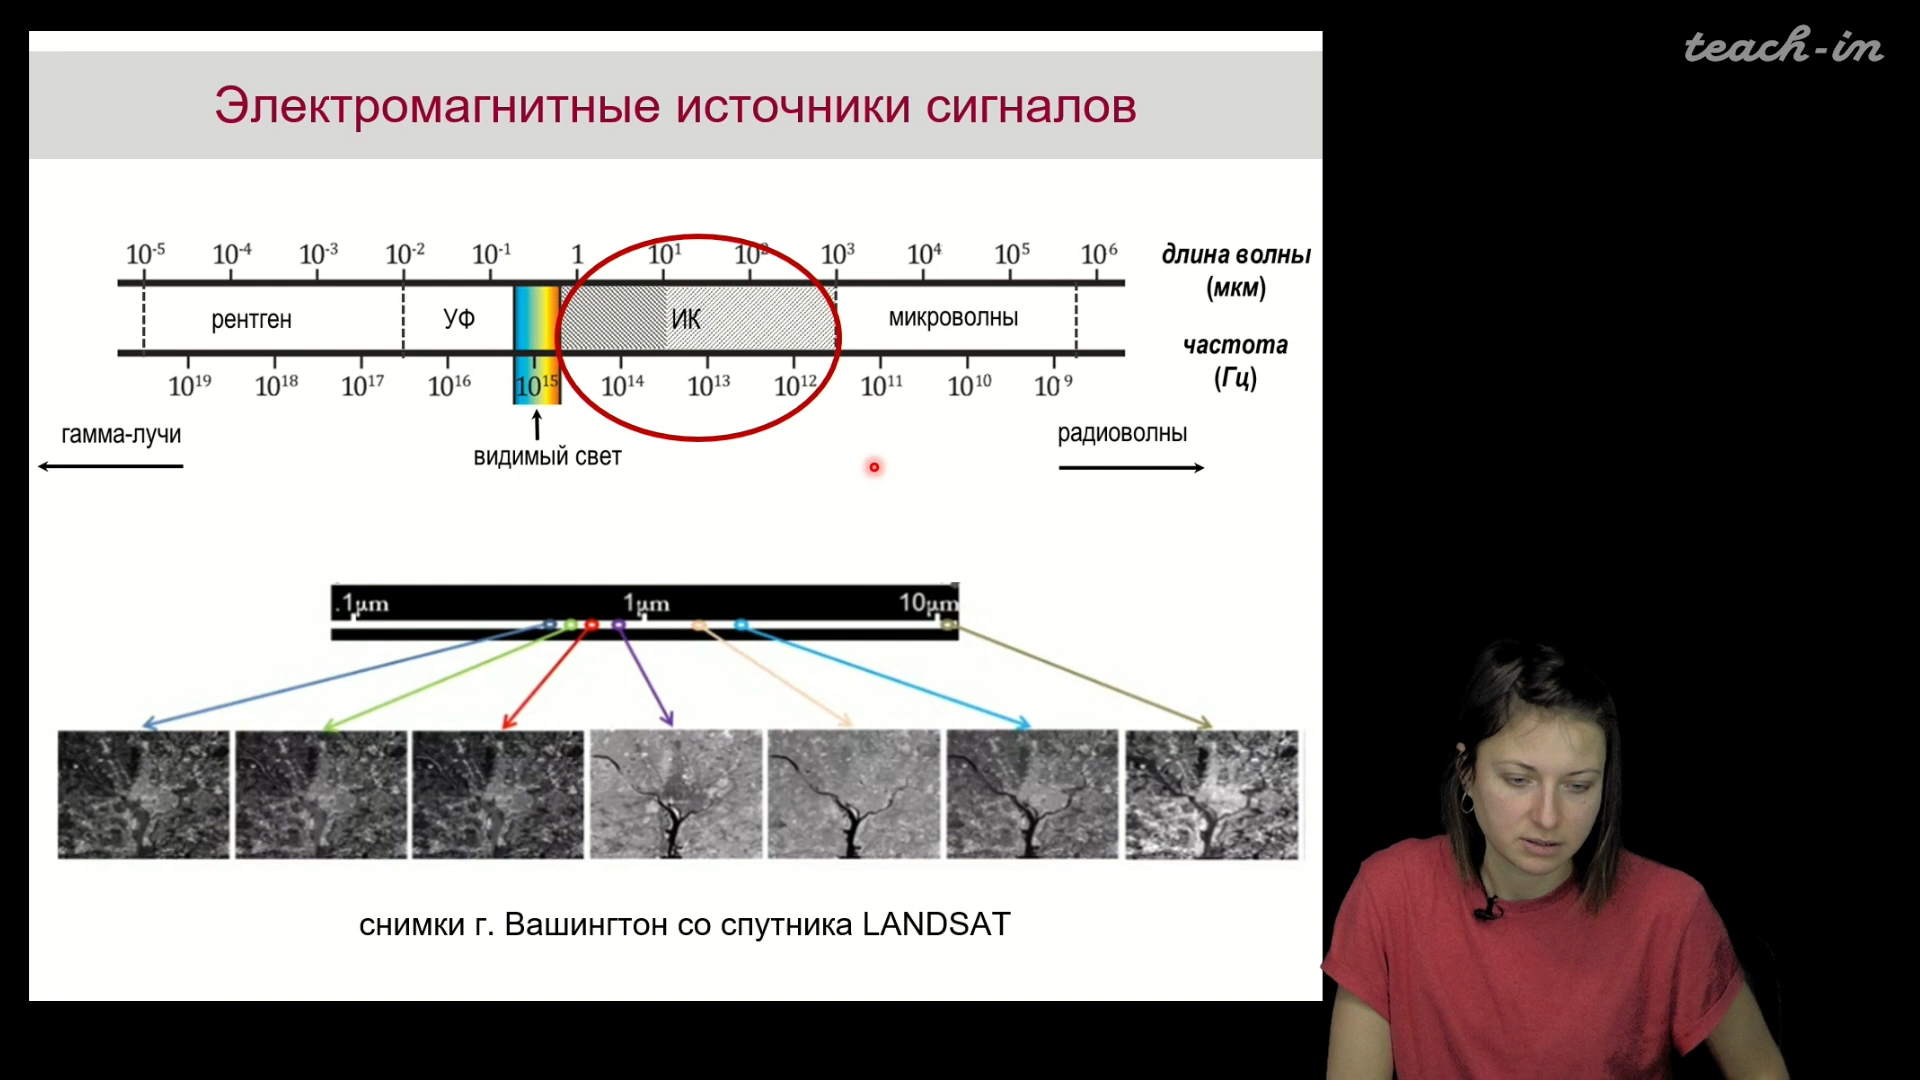 teach-in
Электромагнитные источники сигналов
10⁻⁵ 10⁻⁴ 10⁻³ 10⁻² 10⁻¹ 1 10¹ 10² 10³ 10⁴ 10⁵ 10⁶ длина волны
(мкм)
рентген УФ ИК микроволны
частота
(Гц)
10¹⁹ 10¹⁸ 10¹⁷ 10¹⁶ 10¹⁵ 10¹⁴ 10¹³ 10¹² 10¹¹ 10¹⁰ 10⁹
гамма-лучи
видимый свет
радиоволны
.1µm 1µm 10µm
снимки г. Вашингтон со спутника LANDSAT